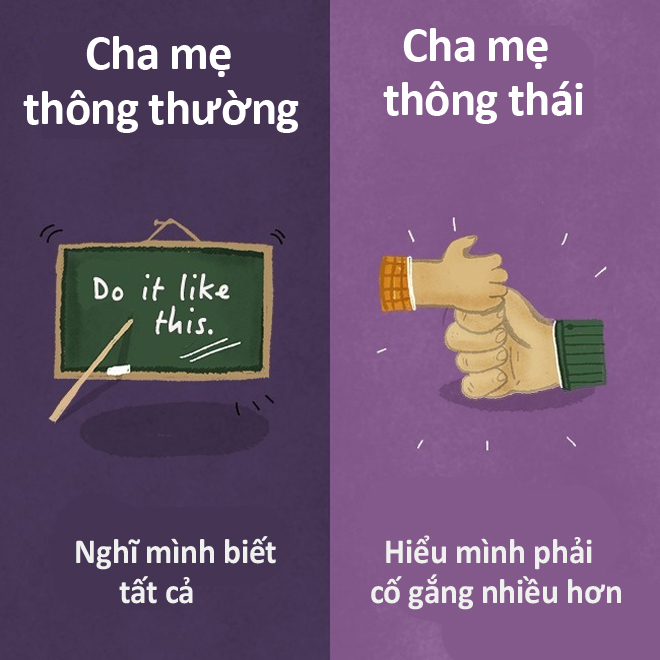 Cha mẹ
thông thường
Do it like
this.
Nghĩ mình biết
tất cả
Cha mẹ
thông thái
Hiểu mình phải
cố gắng nhiều hơn